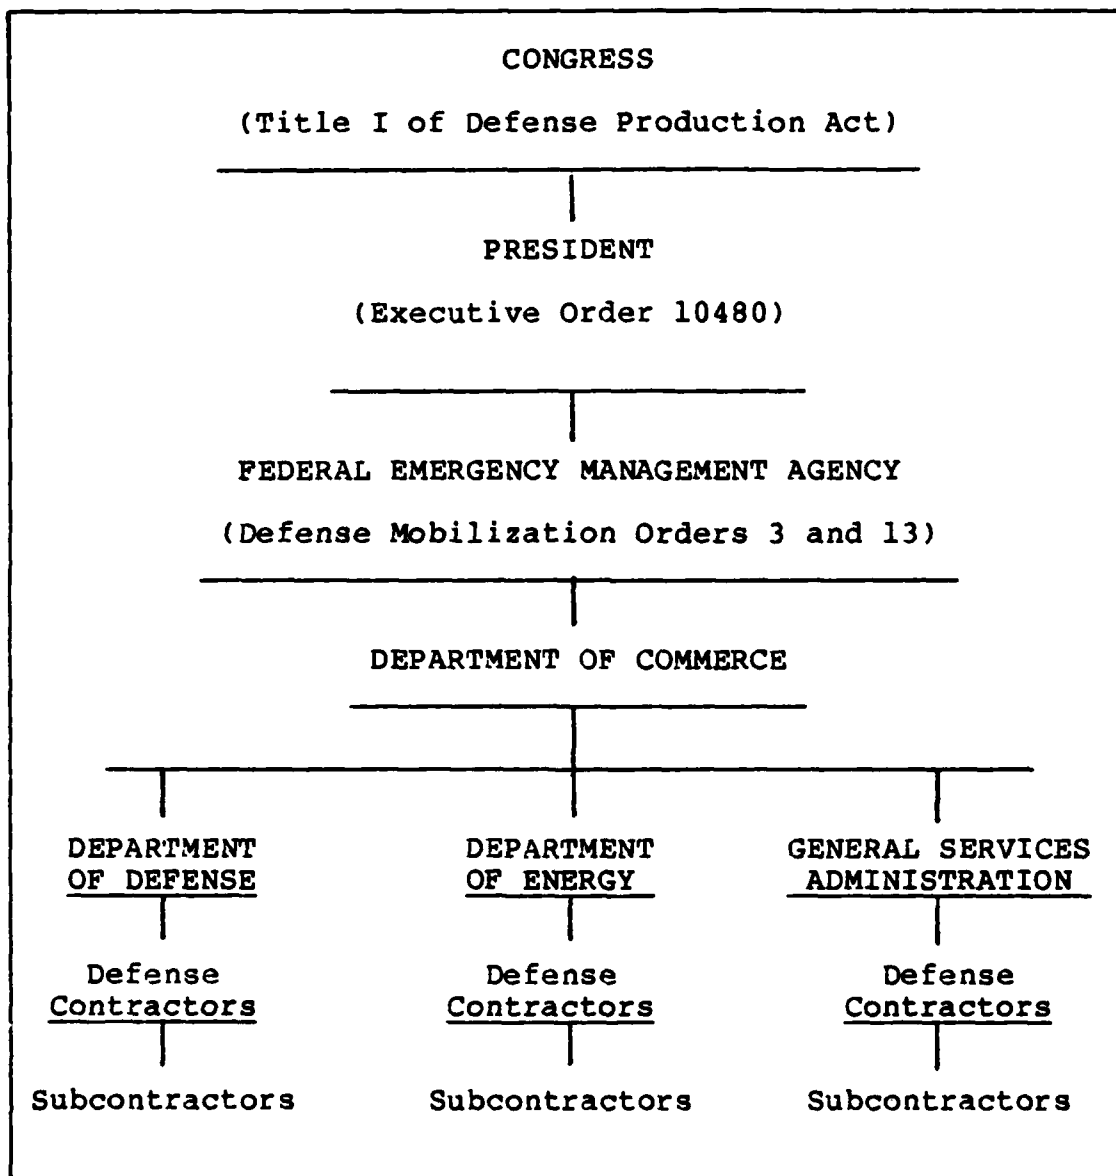 CONGRESS
(Title I of Defense Production Act)
PRESIDENT
(Executive Order 10480)
FEDERAL EMERGENCY MANAGEMENT AGENCY
(Defense Mobilization Orders 3 and 13)
DEPARTMENT OF COMMERCE
DEPARTMENT
OF DEFENSE
DEPARTMENT
OF ENERGY
GENERAL SERVICES
ADMINISTRATION
Defense
Contractors
Defense
Contractors
Defense
Contractors
Subcontractors
Subcontractors
Subcontractors